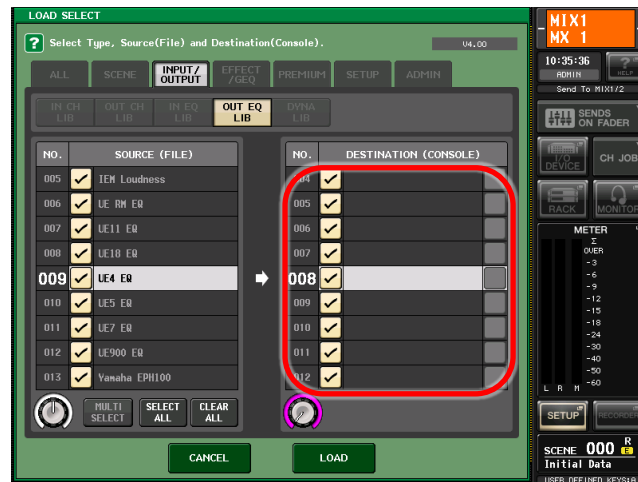 LOAD SELECT
? Select Type, Source(File) and Destination(Console).
V4.00
ALL
SCENE
INPUT/
OUTPUT
EFFECT
/GEQ
PREMIUM
SETUP
ADMIN
IN CH
LIB
OUT CH
LIB
IN EQ
LIB
OUT EQ
LIB
DYNA
LIB
NO. SOURCE (FILE)
005 IEM Loudness
006 UE RM EQ
007 UE11 EQ
008 UE18 EQ
009 UE4 EQ
010 UE5 EQ
011 UE7 EQ
012 UE900 EQ
013 Yamaha EPH100
MULTI
SELECT
SELECT
ALL
CLEAR
ALL
NO. DESTINATION (CONSOLE)
004
005
006
007
008
009
010
011
012
CANCEL
LOAD
MIX1
MX 1
10:35:36
ADMIN
?
HELP
Send To MIX1/2
SENDS
ON FADER
I/O
DEVICE
CH JOB
RACK
MONITOR
METER
Σ
OVER
-3
-6
-9
-12
-15
-18
-24
-30
-40
-50
-60
L R M
SETUP
RECORDER
SCENE 000 R
E
Initial Data
USER DEFINED KEYS:A